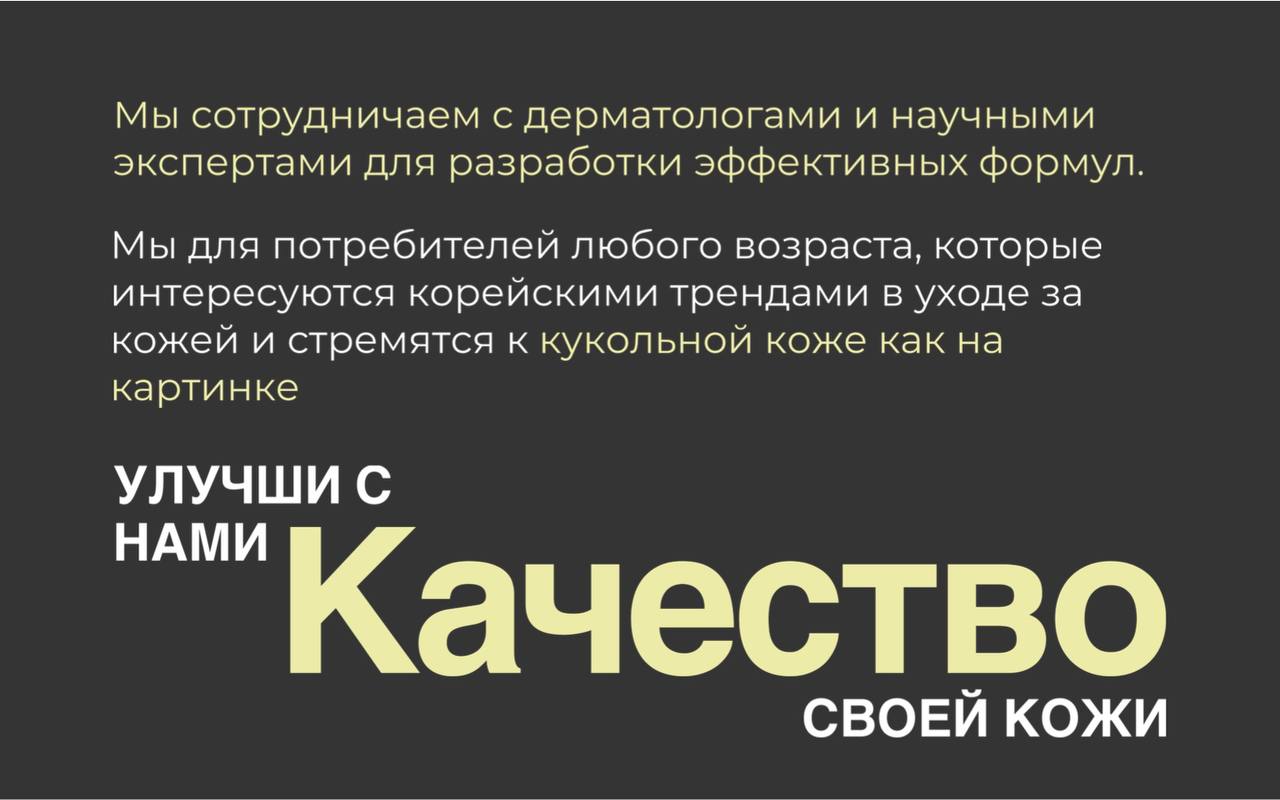 Мы сотрудничаем с дерматологами и научными
экспертами для разработки эффективных формул.
Мы для потребителей любого возраста, которые
интересуются корейскими трендами в уходе за
кожей и стремятся к кукольной коже как на
картинке
УЛУЧШИ С
НАМИ Качество
СВОЕЙ КОЖИ